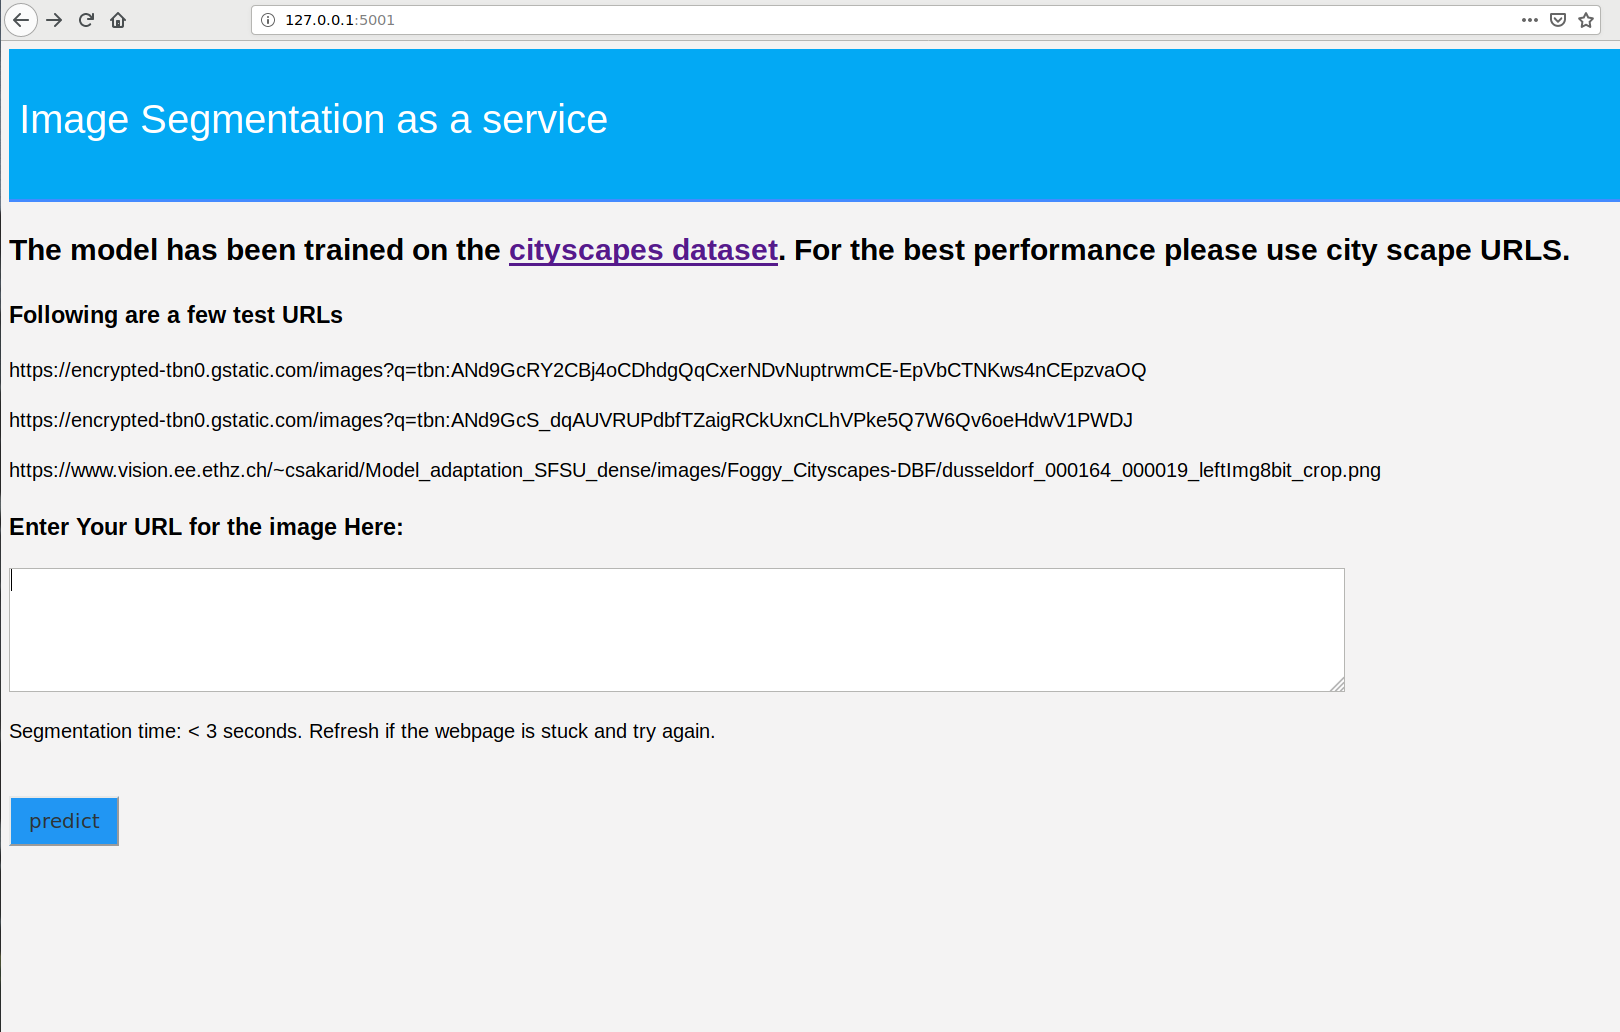 127.0.0.1:5001
Image Segmentation as a service
The model has been trained on the cityscapes dataset. For the best performance please use city scape URLS.
Following are a few test URLs
https://encrypted-tbn0.gstatic.com/images?q=tbn:ANd9GcRY2CBj4oCDhdgQqCxerNDvNuptrwmCE-EpVbCTNKws4nCEpzvaOQ
https://encrypted-tbn0.gstatic.com/images?q=tbn:ANd9GcS_dqAUVRUPdbfTZaigRCkUxnCLhVPke5Q7W6Qv6oeHdwV1PWDJ
https://www.vision.ee.ethz.ch/~csakarid/Model_adaptation_SFSU_dense/images/Foggy_Cityscapes-DBF/dusseldorf_000164_000019_leftImg8bit_crop.png
Enter Your URL for the image Here:
Segmentation time: < 3 seconds. Refresh if the webpage is stuck and try again.
predict